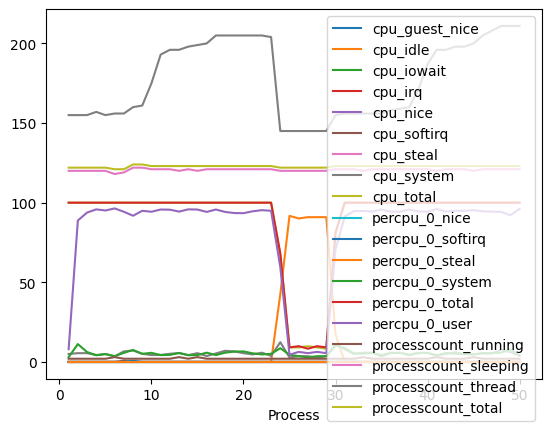 200
150
100
50
0
0
10
20
30
40
50
Process
cpu_guest_nice
cpu_idle
cpu_iowait
cpu_irq
cpu_nice
cpu_softirq
cpu_steal
cpu_system
cpu_total
percpu_0_nice
percpu_0_softirq
percpu_0_steal
percpu_0_system
percpu_0_total
percpu_0_user
processcount_running
processcount_sleeping
processcount_thread
processcount_total